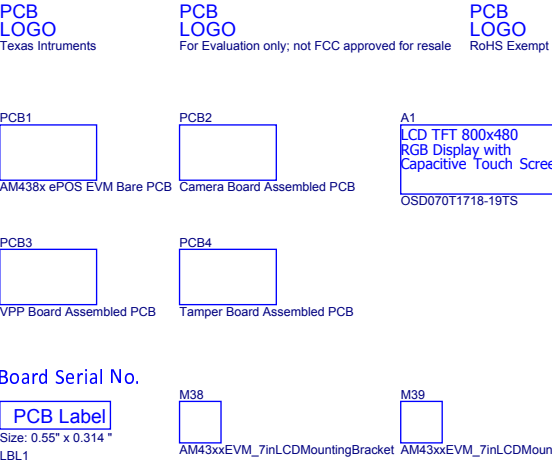 PCB
LOGO
Texas Intruments
PCB
LOGO
For Evaluation only; not FCC approved for resale
PCB
LOGO
RoHS Exempt
PCB1
AM438x ePOS EVM Bare PCB
PCB2
Camera Board Assembled PCB
A1
LCD TFT 800x480
RGB Display with
Capacitive Touch Scree
OSD070T1718-19TS
PCB3
VPP Board Assembled PCB
PCB4
Tamper Board Assembled PCB
Board Serial No.
PCB Label
Size: 0.55" x 0.314 "
LBL1
M38
AM43xxEVM_7inLCDMountingBracket
M39
AM43xxEVM_7inLCDMoun